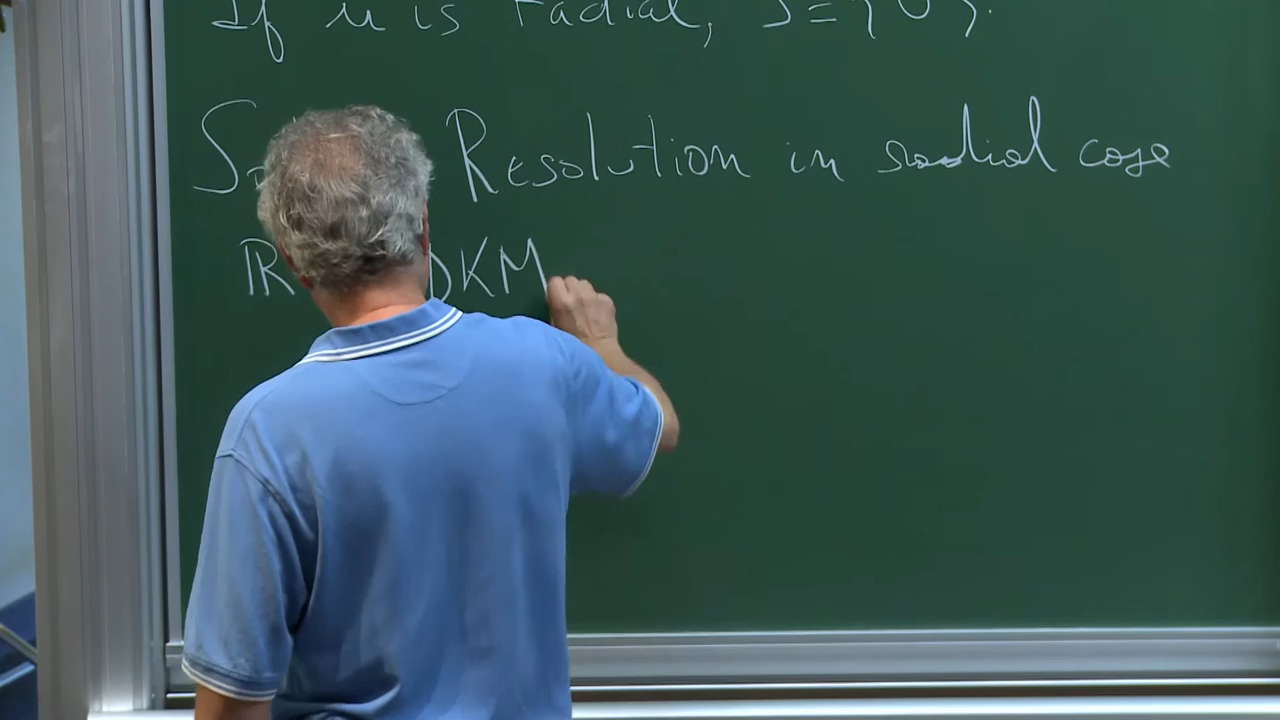 If u is radial, S = {0}.
Resolution in radial case
DKM